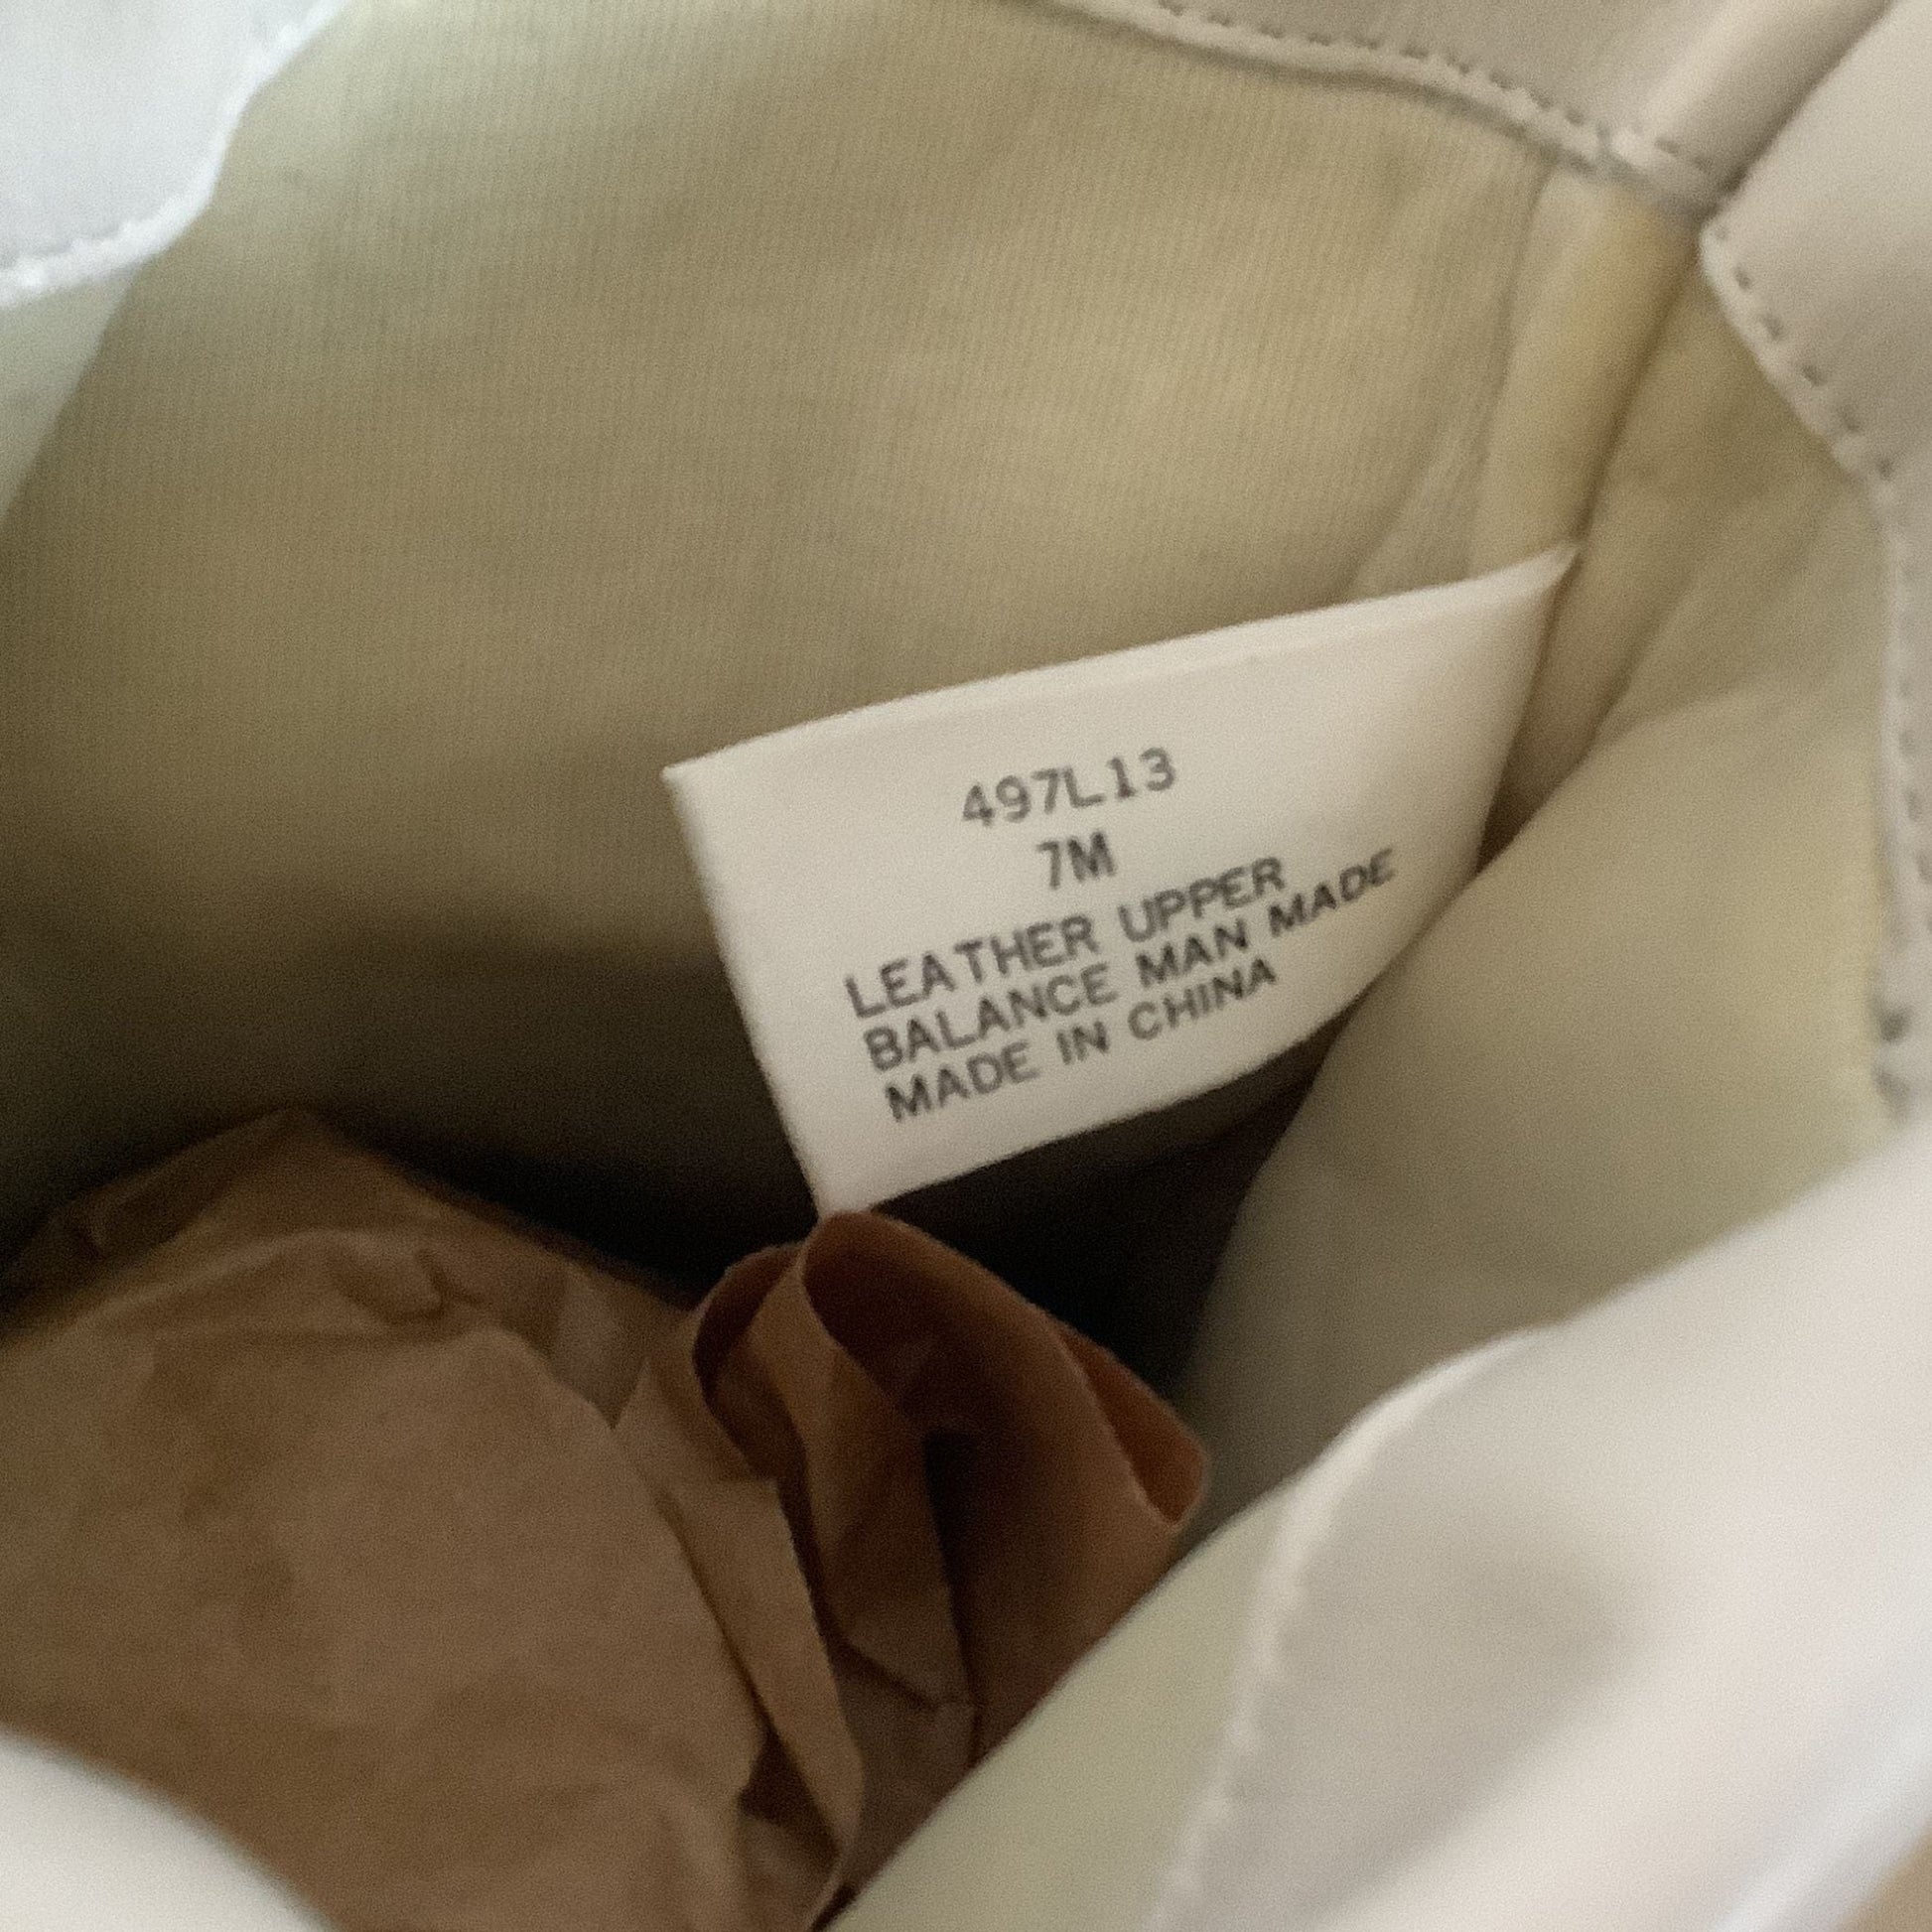 497L13
7M
LEATHER UPPER
BALANCE MAN MADE
MADE IN CHINA